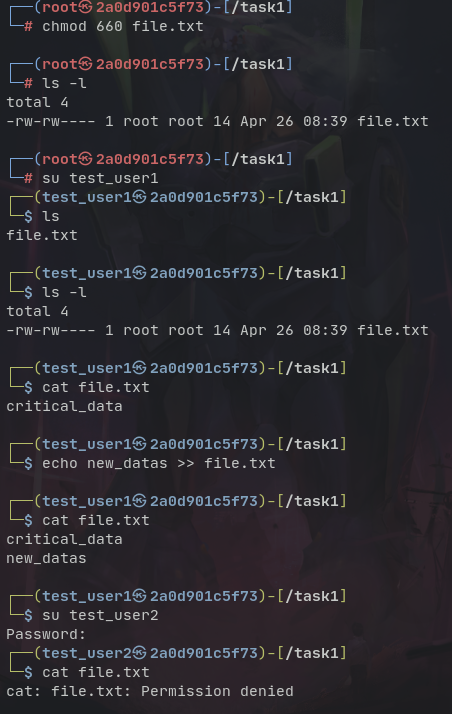 ┌──(root㉿2a0d901c5f73)-[/task1]
└─# chmod 660 file.txt
┌──(root㉿2a0d901c5f73)-[/task1]
└─# ls -l
total 4
-rw-rw---- 1 root root 14 Apr 26 08:39 file.txt
┌──(root㉿2a0d901c5f73)-[/task1]
└─# su test_user1
┌──(test_user1㉿2a0d901c5f73)-[/task1]
└─$ ls
file.txt
┌──(test_user1㉿2a0d901c5f73)-[/task1]
└─$ ls -l
total 4
-rw-rw---- 1 root root 14 Apr 26 08:39 file.txt
┌──(test_user1㉿2a0d901c5f73)-[/task1]
└─$ cat file.txt
critical_data
┌──(test_user1㉿2a0d901c5f73)-[/task1]
└─$ echo new_datas >> file.txt
┌──(test_user1㉿2a0d901c5f73)-[/task1]
└─$ cat file.txt
critical_data
new_datas
┌──(test_user1㉿2a0d901c5f73)-[/task1]
└─$ su test_user2
Password:
┌──(test_user2㉿2a0d901c5f73)-[/task1]
└─$ cat file.txt
cat: file.txt: Permission denied